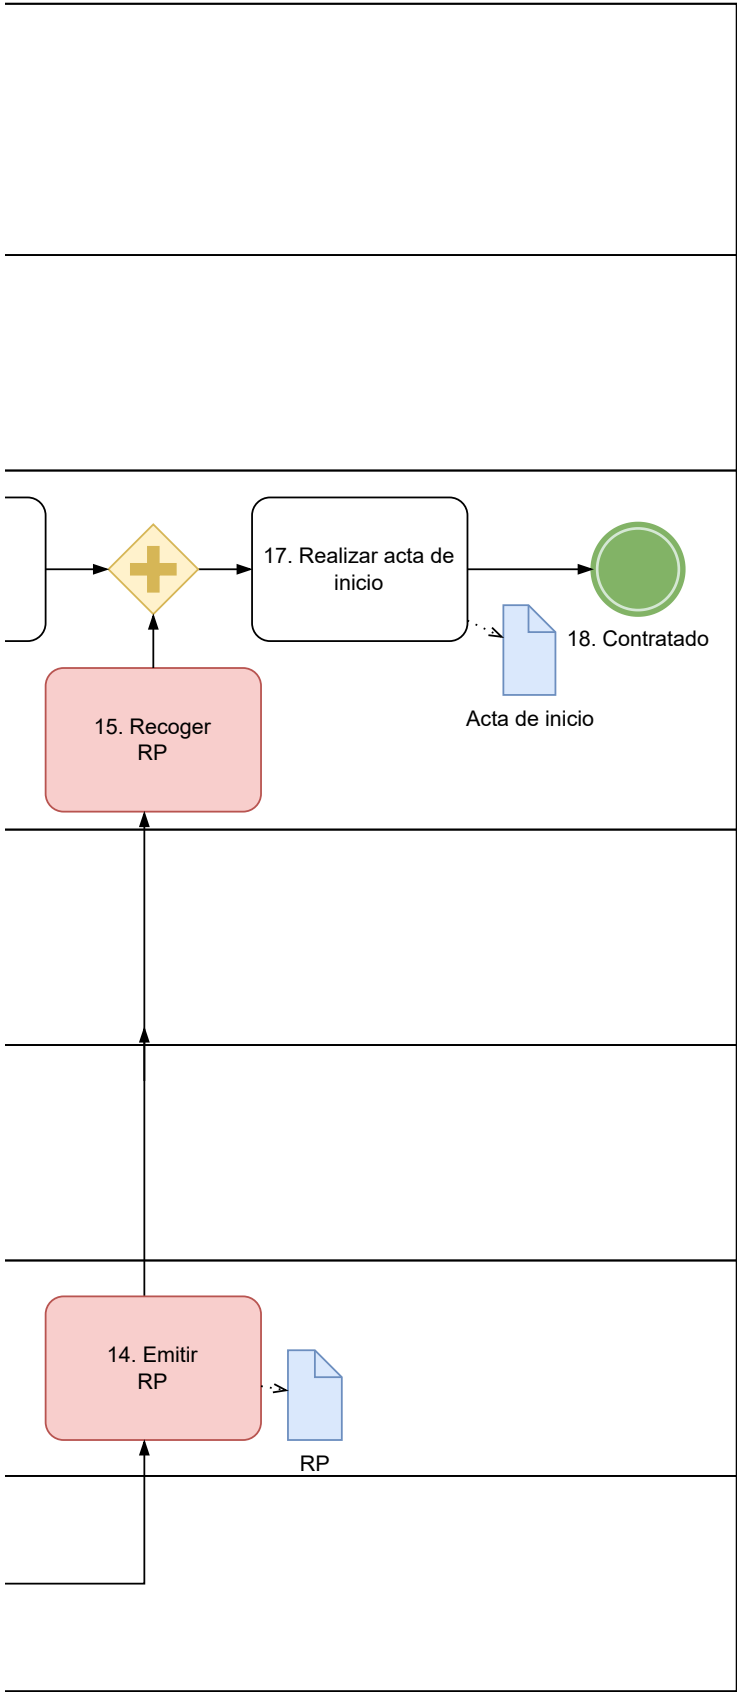 17. Realizar acta de
inicio
18. Contratado
Acta de inicio
15. Recoger
RP
14. Emitir
RP
RP